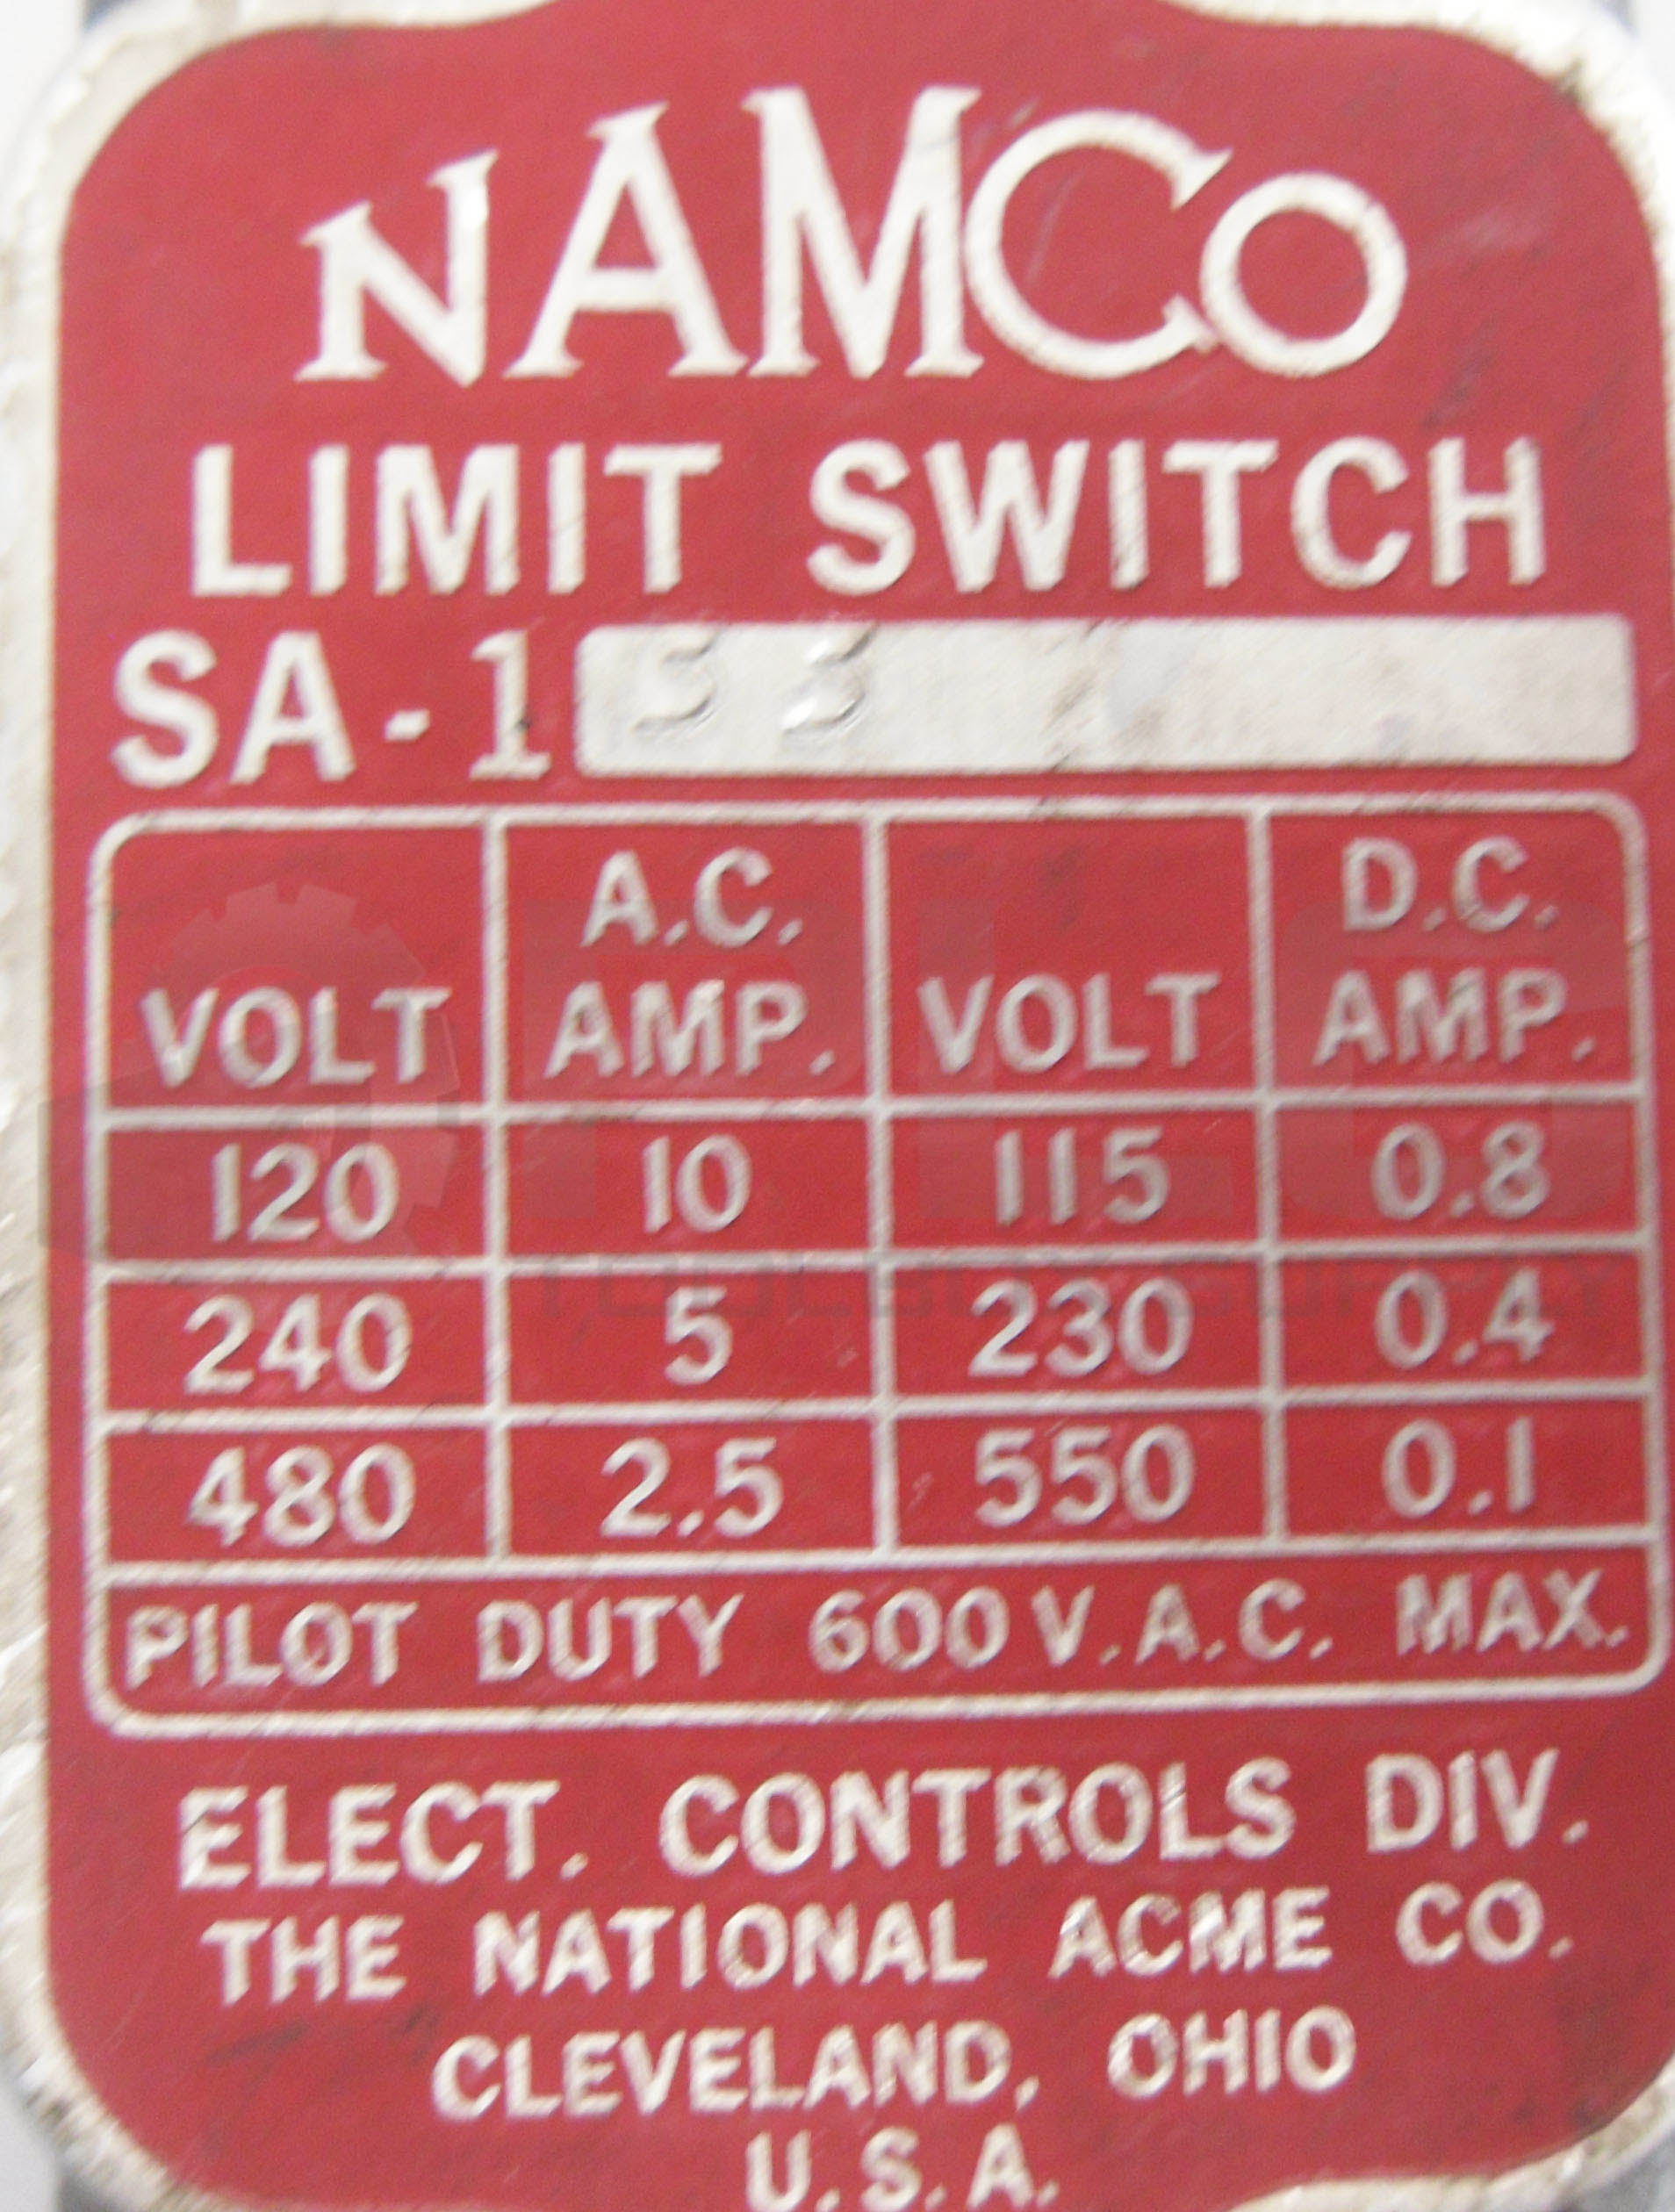 NAMCO
LIMIT SWITCH
SA-1
VOLT A.C. AMP. VOLT D.C. AMP.
120 10 115 0.8
240 5 230 0.4
480 2.5 550 0.1
PILOT DUTY 600 V.A.C. MAX.
ELECT. CONTROLS DIV.
THE NATIONAL ACME CO.
CLEVELAND, OHIO
U.S.A.